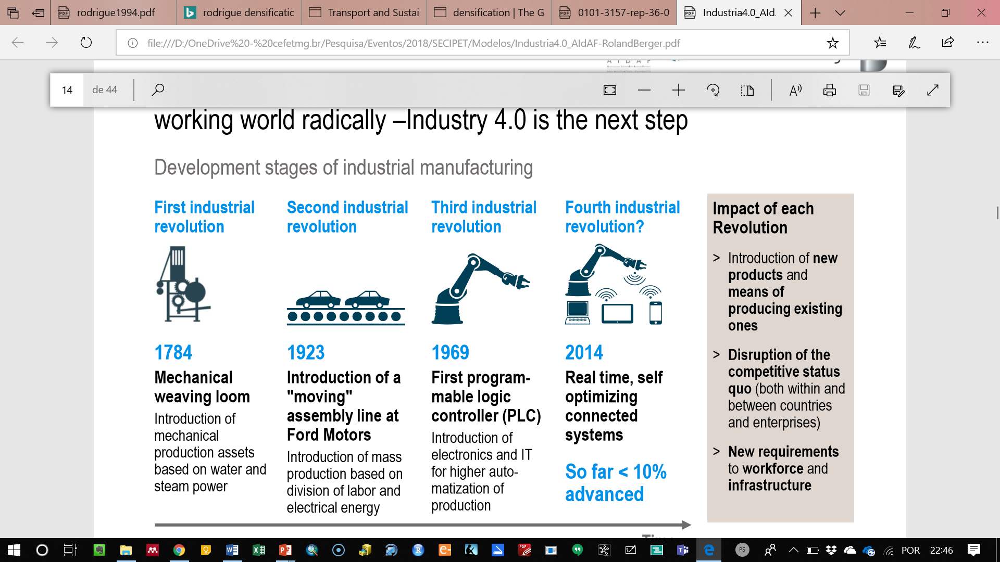 rodrigue1994.pdf
rodrigue densificatic
Transport and Sustai
densification | The G
0101-3157-rep-36-0
Industria4.0_AId
file:///D:/OneDrive%20-%20cefetmg.br/Pesquisa/Eventos/2018/SECIPET/Modelos/Industria4.0_AIdAF-RolandBerger.pdf
14 de 44
working world radically –Industry 4.0 is the next step
Development stages of industrial manufacturing
First industrial
revolution
1784
Mechanical
weaving loom
Introduction of
mechanical
production assets
based on water and
steam power
Second industrial
revolution
1923
Introduction of a
"moving"
assembly line at
Ford Motors
Introduction of mass
production based on
division of labor and
electrical energy
Third industrial
revolution
1969
First program-
mable logic
controller (PLC)
Introduction of
electronics and IT
for higher auto-
matization of
production
Fourth industrial
revolution?
2014
Real time, self
optimizing
connected
systems
So far < 10%
advanced
Impact of each
Revolution
> Introduction of new
products and
means of
producing existing
ones
> Disruption of the
competitive status
quo (both within and
between countries
and enterprises)
> New requirements
to workforce and
infrastructure
Time
PS
POR
22:46